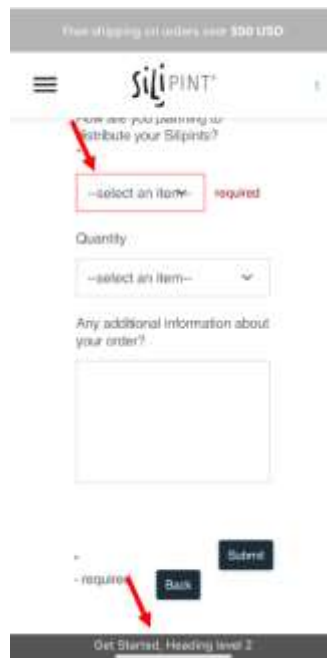 Free shipping on orders over $90 USD
SiliPINT
How are you planning to
distribute your Silipints?
--select an item--
required
Quantity
--select an item--
Any additional information about
your order?
Submit
- required
Back
Get Started, Heading level 2